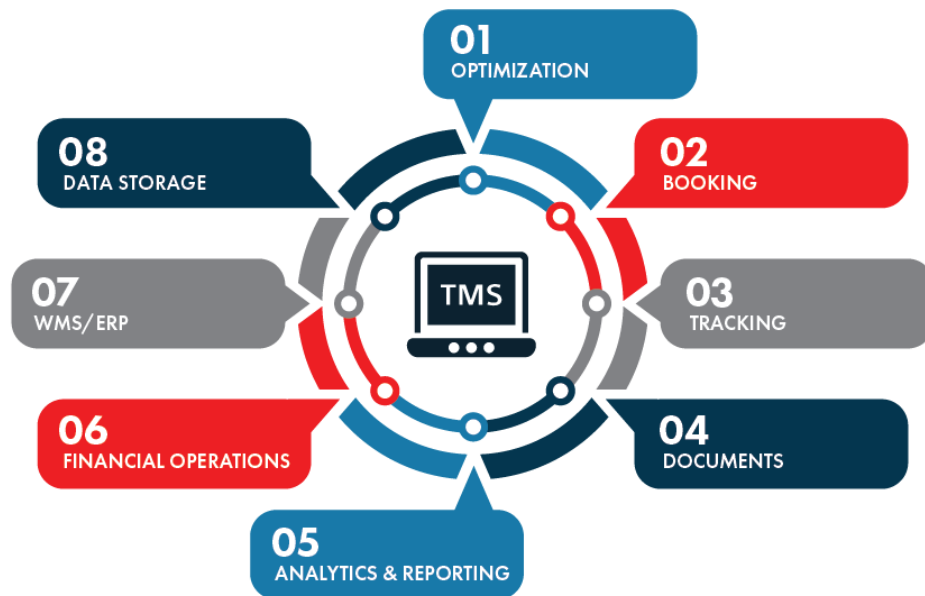 01
OPTIMIZATION
02
BOOKING
03
TRACKING
04
DOCUMENTS
05
ANALYTICS & REPORTING
06
FINANCIAL OPERATIONS
07
WMS/ERP
08
DATA STORAGE
TMS